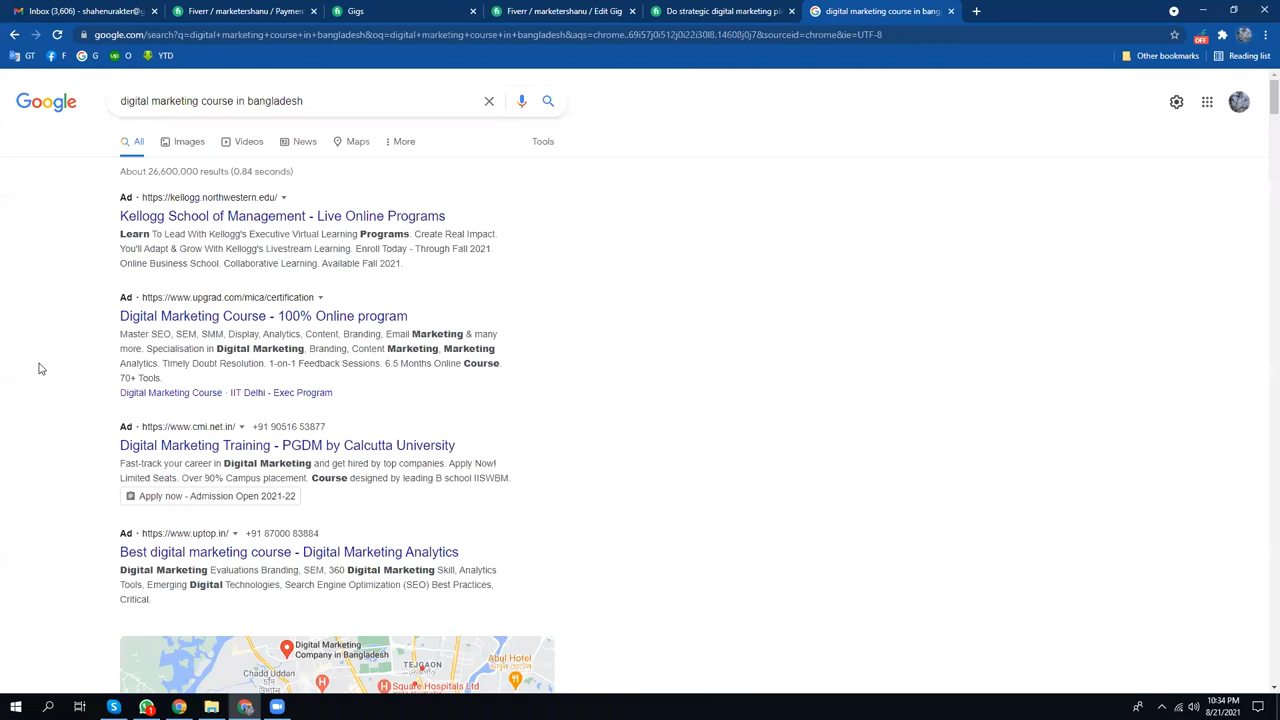 Inbox (3,606) - shahenurakter@g
Fiverr / marketershanu / Paymen
Gigs
Fiverr / marketershanu / Edit Gig
Do strategic digital marketing pl
digital marketing course in bang
google.com/search?q=digital+marketing+course+in+bangladesh&oq=digital+marketing+course+in+bangladesh&aqs=chrome..69i57j0i512j0i22i30l8.14608j0j7&sourceid=chrome&ie=UTF-8
OFF
GT
F
G
O
YTD
Other bookmarks
Reading list
Google
digital marketing course in bangladesh
All
Images
Videos
News
Maps
More
Tools
About 26,600,000 results (0.84 seconds)
Ad · https://kellogg.northwestern.edu/
Kellogg School of Management - Live Online Programs
Learn To Lead With Kellogg's Executive Virtual Learning Programs. Create Real Impact.
You'll Adapt & Grow With Kellogg's Livestream Learning. Enroll Today - Through Fall 2021.
Online Business School. Collaborative Learning. Available Fall 2021.
Ad · https://www.upgrad.com/mica/certification
Digital Marketing Course - 100% Online program
Master SEO, SEM, SMM, Display, Analytics, Content, Branding, Email Marketing & many
more. Specialisation in Digital Marketing, Branding, Content Marketing, Marketing
Analytics. Timely Doubt Resolution. 1-on-1 Feedback Sessions. 6.5 Months Online Course.
70+ Tools.
Digital Marketing Course · IIT Delhi - Exec Program
Ad · https://www.cmi.net.in/ +91 90516 53877
Digital Marketing Training - PGDM by Calcutta University
Fast-track your career in Digital Marketing and get hired by top companies. Apply Now!
Limited Seats. Over 90% Campus placement. Course designed by leading B school IISWBM.
Apply now - Admission Open 2021-22
Ad · https://www.uptop.in/ +91 87000 83884
Best digital marketing course - Digital Marketing Analytics
Digital Marketing Evaluations Branding, SEM, 360 Digital Marketing Skill, Analytics
Tools, Emerging Digital Technologies, Search Engine Optimization (SEO) Best Practices,
Critical.
Digital Marketing
Company in Bangladesh
TEJGAON
Abul Hotel
Chadd Uddan
Square Hospitals Ltd
10:34 PM
8/21/2021